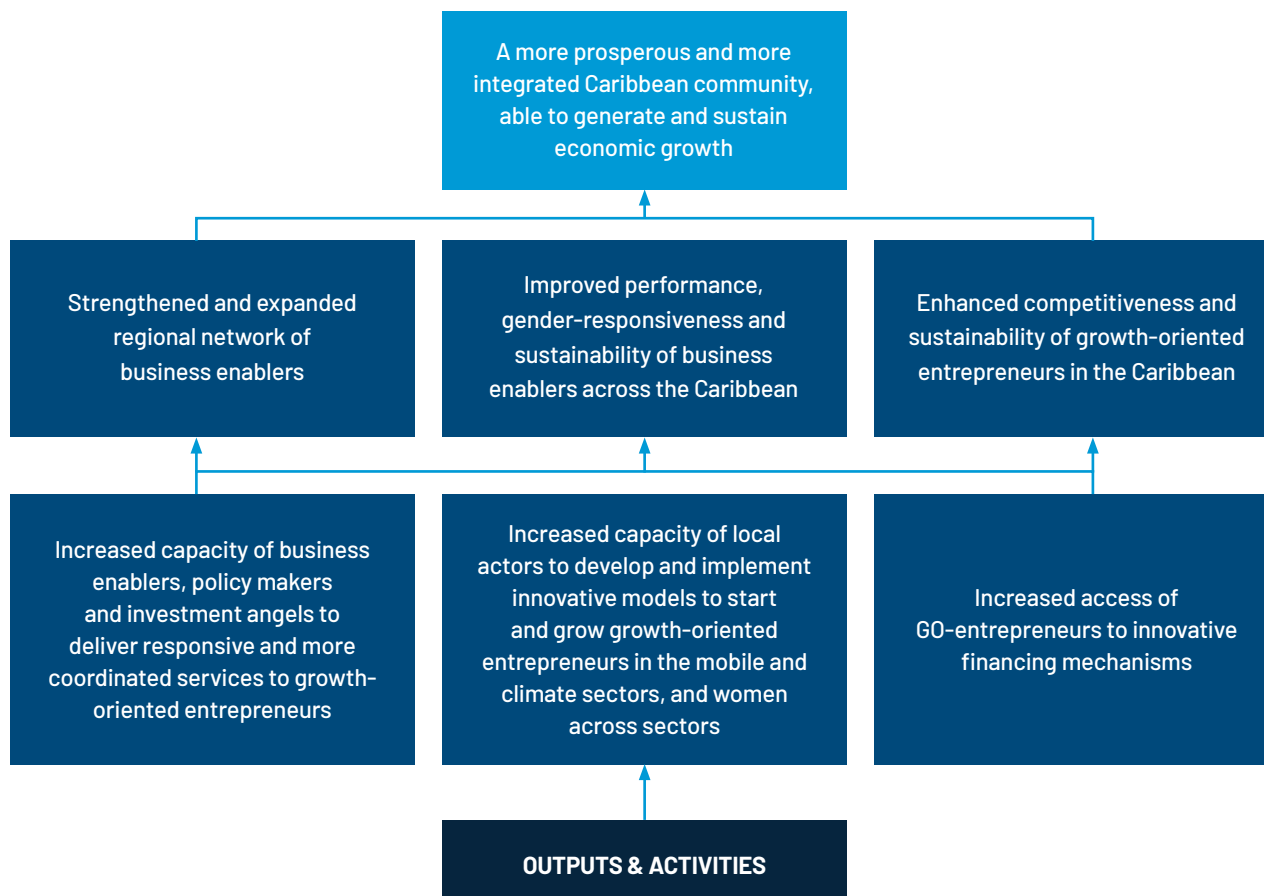 A more prosperous and more
integrated Caribbean community,
able to generate and sustain
economic growth
Strengthened and expanded
regional network of
business enablers
Improved performance,
gender-responsiveness and
sustainability of business
enablers across the Caribbean
Enhanced competitiveness and
sustainability of growth-oriented
entrepreneurs in the Caribbean
Increased capacity of business
enablers, policy makers
and investment angels to
deliver responsive and more
coordinated services to growth-
oriented entrepreneurs
Increased capacity of local
actors to develop and implement
innovative models to start
and grow growth-oriented
entrepreneurs in the mobile and
climate sectors, and women
across sectors
Increased access of
GO-entrepreneurs to innovative
financing mechanisms
OUTPUTS & ACTIVITIES